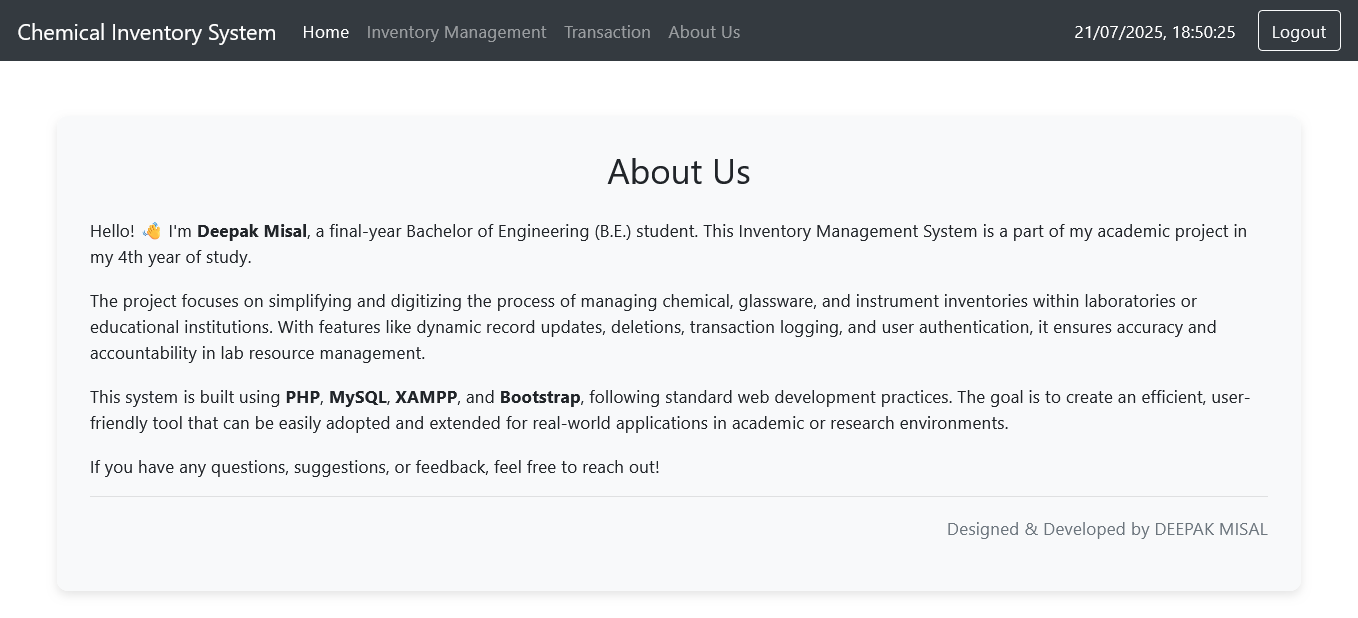 Chemical Inventory System Home Inventory Management Transaction About Us 21/07/2025, 18:50:25 Logout
About Us
Hello! 👋 I'm Deepak Misal, a final-year Bachelor of Engineering (B.E.) student. This Inventory Management System is a part of my academic project in
my 4th year of study.
The project focuses on simplifying and digitizing the process of managing chemical, glassware, and instrument inventories within laboratories or
educational institutions. With features like dynamic record updates, deletions, transaction logging, and user authentication, it ensures accuracy and
accountability in lab resource management.
This system is built using PHP, MySQL, XAMPP, and Bootstrap, following standard web development practices. The goal is to create an efficient, user-
friendly tool that can be easily adopted and extended for real-world applications in academic or research environments.
If you have any questions, suggestions, or feedback, feel free to reach out!
Designed & Developed by DEEPAK MISAL